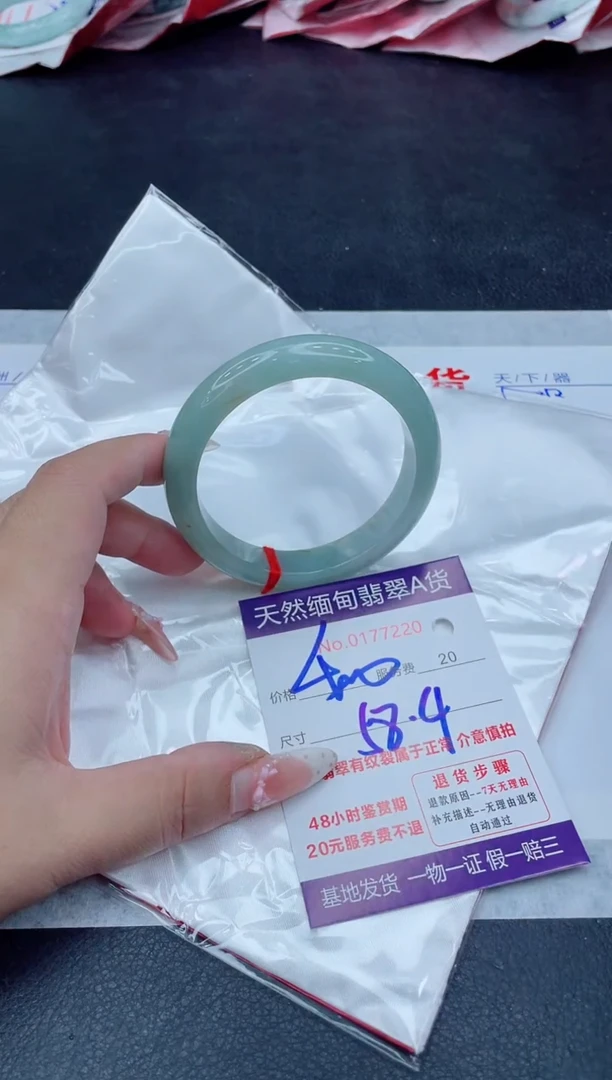 货
天/下/器
天然缅甸翡翠A货
No.0177220
价格 400 服务费 20
尺寸 58.4
翡翠有纹裂属于正常 介意慎拍
48小时鉴赏期
20元服务费不退
退货步骤
退款原因--7天无理由
补充描述--无理由退货
自动通过
基地发货 一物一证 假一赔三